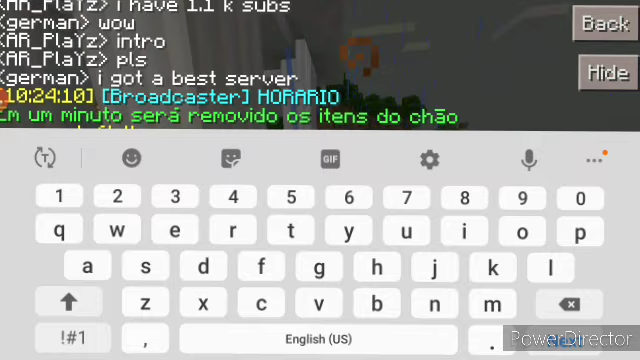 (AR_PlaYz> i have 1.1 k subs
<german> wow
<AR_PlaYz> intro
<AR_PlaYz> pls
<german> i got a best server
[10:24:10] [Broadcaster] HORARIO
Em um minuto será removido os itens do chão
Back
Hide
GIF
1 2 3 4 5 6 7 8 9 0
q w e r t y u i o p
a s d f g h j k l
z x c v b n m
!#1 , English (US) . Next
PowerDirector